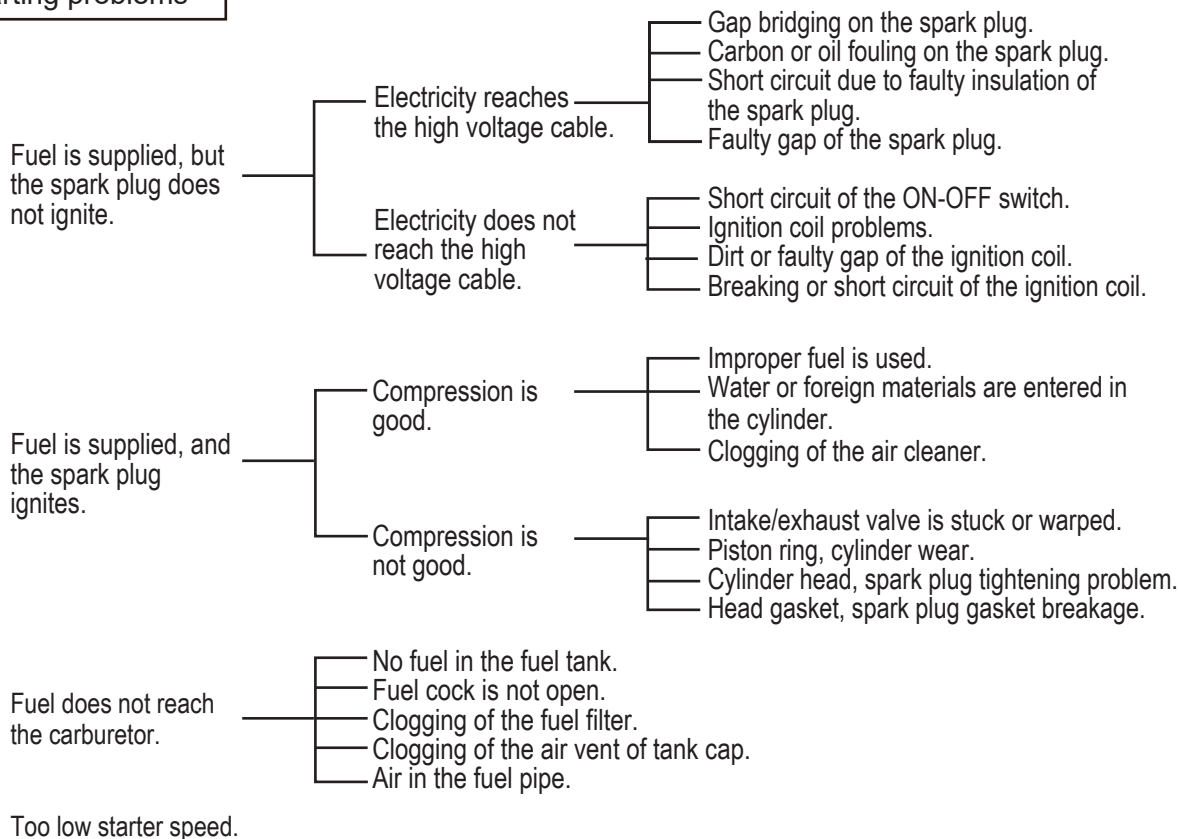 arting problems
Gap bridging on the spark plug.
Carbon or oil fouling on the spark plug.
Electricity reaches
the high voltage cable.
Short circuit due to faulty insulation of
the spark plug.
Faulty gap of the spark plug.
Fuel is supplied, but
the spark plug does
not ignite.
Electricity does not
reach the high
voltage cable.
Short circuit of the ON-OFF switch.
Ignition coil problems.
Dirt or faulty gap of the ignition coil.
Breaking or short circuit of the ignition coil.
Fuel is supplied, and
the spark plug
ignites.
Compression is
good.
Improper fuel is used.
Water or foreign materials are entered in
the cylinder.
Clogging of the air cleaner.
Compression is
not good.
Intake/exhaust valve is stuck or warped.
Piston ring, cylinder wear.
Cylinder head, spark plug tightening problem.
Head gasket, spark plug gasket breakage.
Fuel does not reach
the carburetor.
No fuel in the fuel tank.
Fuel cock is not open.
Clogging of the fuel filter.
Clogging of the air vent of tank cap.
Air in the fuel pipe.
Too low starter speed.